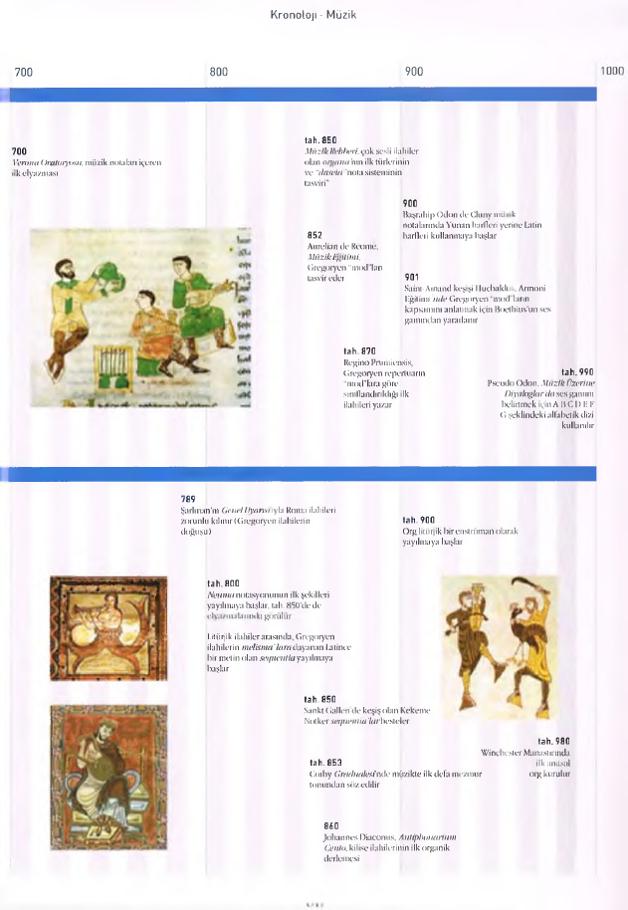 Kronoloji - Müzik
700
800
900
1000
700
Verona Oratoryosu, müzik notaları içeren
ilk elyazması
tah. 850
Müzik Rehberi, çok sesli ilahiler
olan organa'nın ilk türlerinin
ve "daseia" nota sisteminin
tasviri"
852
Aurelian de Reome,
Müzik Eğitimi,
Gregoryen "mod"ları
tasvir eder
900
Başrahip Odon de Cluny müzik
notalarında Yunan harfleri yerine Latin
harfleri kullanmaya başlar
901
Saint-Amand keşişi Hucbaldus, Armoni
Eğitimi'nde Gregoryen "mod"ların
kapsamını anlatmak için Boethius'un ses
gamından yararlanır
tah. 870
Regino Prumiensis,
Gregoryen repertuarın
"mod"lara göre
sınıflandırıldığı ilk
ilahileri yazar
tah. 990
Pseudo Odon, Müzik Üzerine
Diyaloglar'da ses gamını
belirtmek için A B C D E F
G şeklindeki alfabetik dizi
kullanılır
789
Şarlman'ın Genel Uyarısı'yla Roma ilahileri
zorunlu kılınır (Gregoryen ilahilerin
doğuşu)
tah. 900
Org litürjik bir enstrüman olarak
yayılmaya başlar
tah. 800
Neuma notasyonunun ilk şekilleri
yayılmaya başlar, tah. 850'de de
elyazmalarında görülür
Litürjik ilahiler arasında, Gregoryen
ilahilerin melisma'lara dayanan Latince
bir metin olan sequentia yayılmaya
başlar
tah. 850
Sankt Gallen'de keşiş olan Kekeme
Notker sequentia'lar besteler
tah. 980
Winchester Manastırında
ilk anasol
org kurulur
tah. 853
Corby Graduales'inde müzikte ilk defa mezmur
tonundan söz edilir
860
Johannes Diaconus, Antiphonarium
Cento, kilise ilahilerinin ilk organik
derlemesi